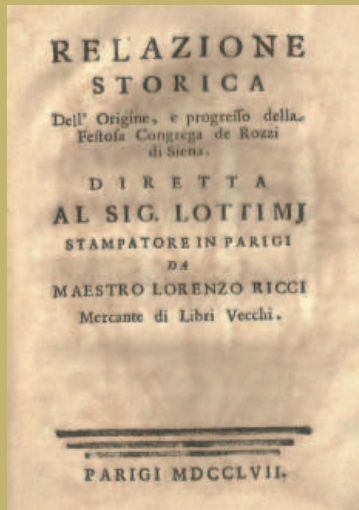 RELAZIONE
STORICA
Dell' Origine, e progreſſo della
Feſtoſa Congrega de Rozzi
di Siena.
DIRETTA
AL SIG. LOTTIMJ
STAMPATORE IN PARIGI
DA
MAESTRO LORENZO RICCI
Mercante di Libri Vecchi.
PARIGI MDCCLVII.